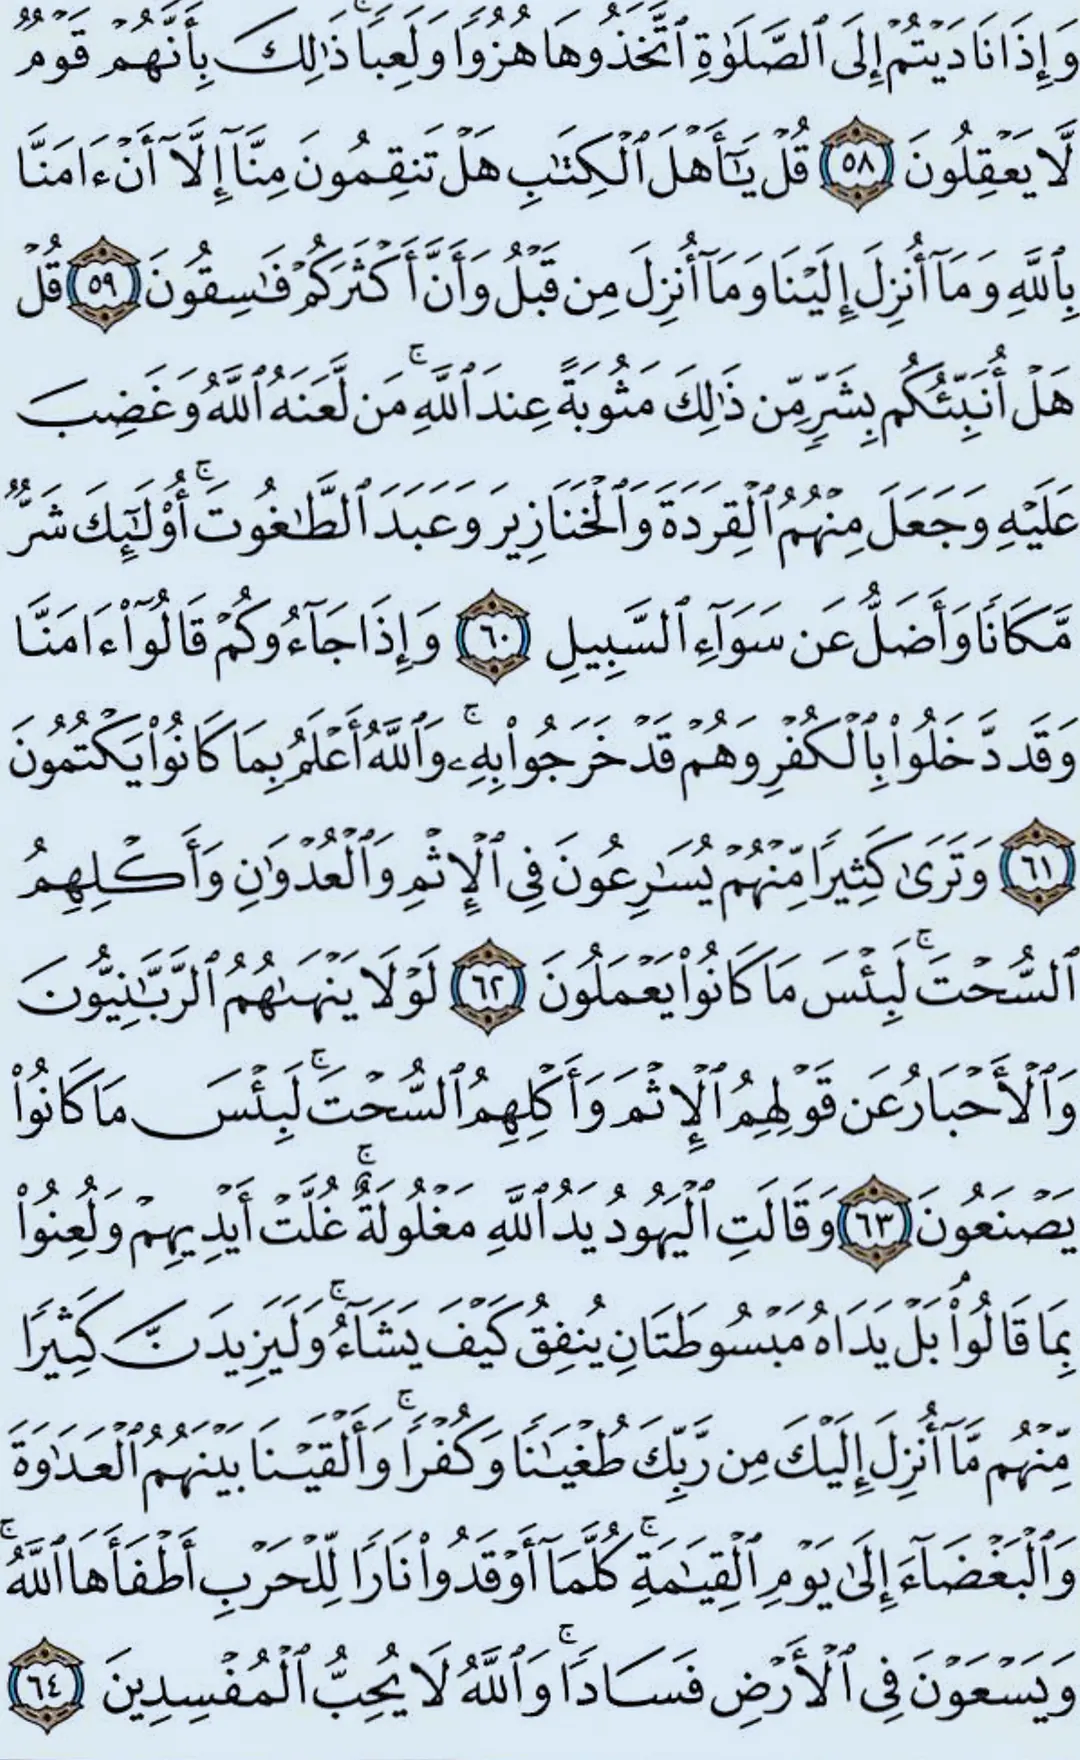 وَإِذَا نَادَيْتُمْ إِلَى ٱلصَّلَوٰةِ ٱتَّخَذُوهَا هُزُوًا وَلَعِبًا ۚ ذَٰلِكَ بِأَنَّهُمْ قَوْمٌ
لَّا يَعْقِلُونَ ٥٨ قُلْ يَـٰٓأَهْلَ ٱلْكِتَـٰبِ هَلْ تَنقِمُونَ مِنَّآ إِلَّآ أَنْ ءَامَنَّا
بِٱللَّهِ وَمَآ أُنزِلَ إِلَيْنَا وَمَآ أُنزِلَ مِن قَبْلُ وَأَنَّ أَكْثَرَكُمْ فَـٰسِقُونَ ٥٩ قُلْ
هَلْ أُنَبِّئُكُم بِشَرٍّ مِّن ذَٰلِكَ مَثُوبَةً عِندَ ٱللَّهِ ۚ مَن لَّعَنَهُ ٱللَّهُ وَغَضِبَ
عَلَيْهِ وَجَعَلَ مِنْهُمُ ٱلْقِرَدَةَ وَٱلْخَنَازِيرَ وَعَبَدَ ٱلطَّـٰغُوتَ ۚ أُو۟لَـٰٓئِكَ شَرٌّ
مَّكَانًا وَأَضَلُّ عَن سَوَآءِ ٱلسَّبِيلِ ٦٠ وَإِذَا جَآءُوكُمْ قَالُوٓا۟ ءَامَنَّا
وَقَد دَّخَلُوا۟ بِٱلْكُفْرِ وَهُمْ قَدْ خَرَجُوا۟ بِهِۦ ۚ وَٱللَّهُ أَعْلَمُ بِمَا كَانُوا۟ يَكْتُمُونَ
٦١ وَتَرَىٰ كَثِيرًا مِّنْهُمْ يُسَـٰرِعُونَ فِى ٱلْإِثْمِ وَٱلْعُدْوَٰنِ وَأَكْلِهِمُ
ٱلسُّحْتَ ۚ لَبِئْسَ مَا كَانُوا۟ يَعْمَلُونَ ٦٢ لَوْلَا يَنْهَىٰهُمُ ٱلرَّبَّـٰنِيُّونَ
وَٱلْأَحْبَارُ عَن قَوْلِهِمُ ٱلْإِثْمَ وَأَكْلِهِمُ ٱلسُّحْتَ ۚ لَبِئْسَ مَا كَانُوا۟
يَصْنَعُونَ ٦٣ وَقَالَتِ ٱلْيَهُودُ يَدُ ٱللَّهِ مَغْلُولَةٌ ۚ غُلَّتْ أَيْدِيهِمْ وَلُعِنُوا۟
بِمَا قَالُوا۟ ۘ بَلْ يَدَاهُ مَبْسُوطَتَانِ يُنفِقُ كَيْفَ يَشَآءُ ۚ وَلَيَزِيدَنَّ كَثِيرًا
مِّنْهُم مَّآ أُنزِلَ إِلَيْكَ مِن رَّبِّكَ طُغْيَـٰنًا وَكُفْرًا ۚ وَأَلْقَيْنَا بَيْنَهُمُ ٱلْعَدَٰوَةَ
وَٱلْبَغْضَآءَ إِلَىٰ يَوْمِ ٱلْقِيَـٰمَةِ ۚ كُلَّمَآ أَوْقَدُوا۟ نَارًا لِّلْحَرْبِ أَطْفَأَهَا ٱللَّهُ ۚ
وَيَسْعَوْنَ فِى ٱلْأَرْضِ فَسَادًا ۚ وَٱللَّهُ لَا يُحِبُّ ٱلْمُفْسِدِينَ ٦٤